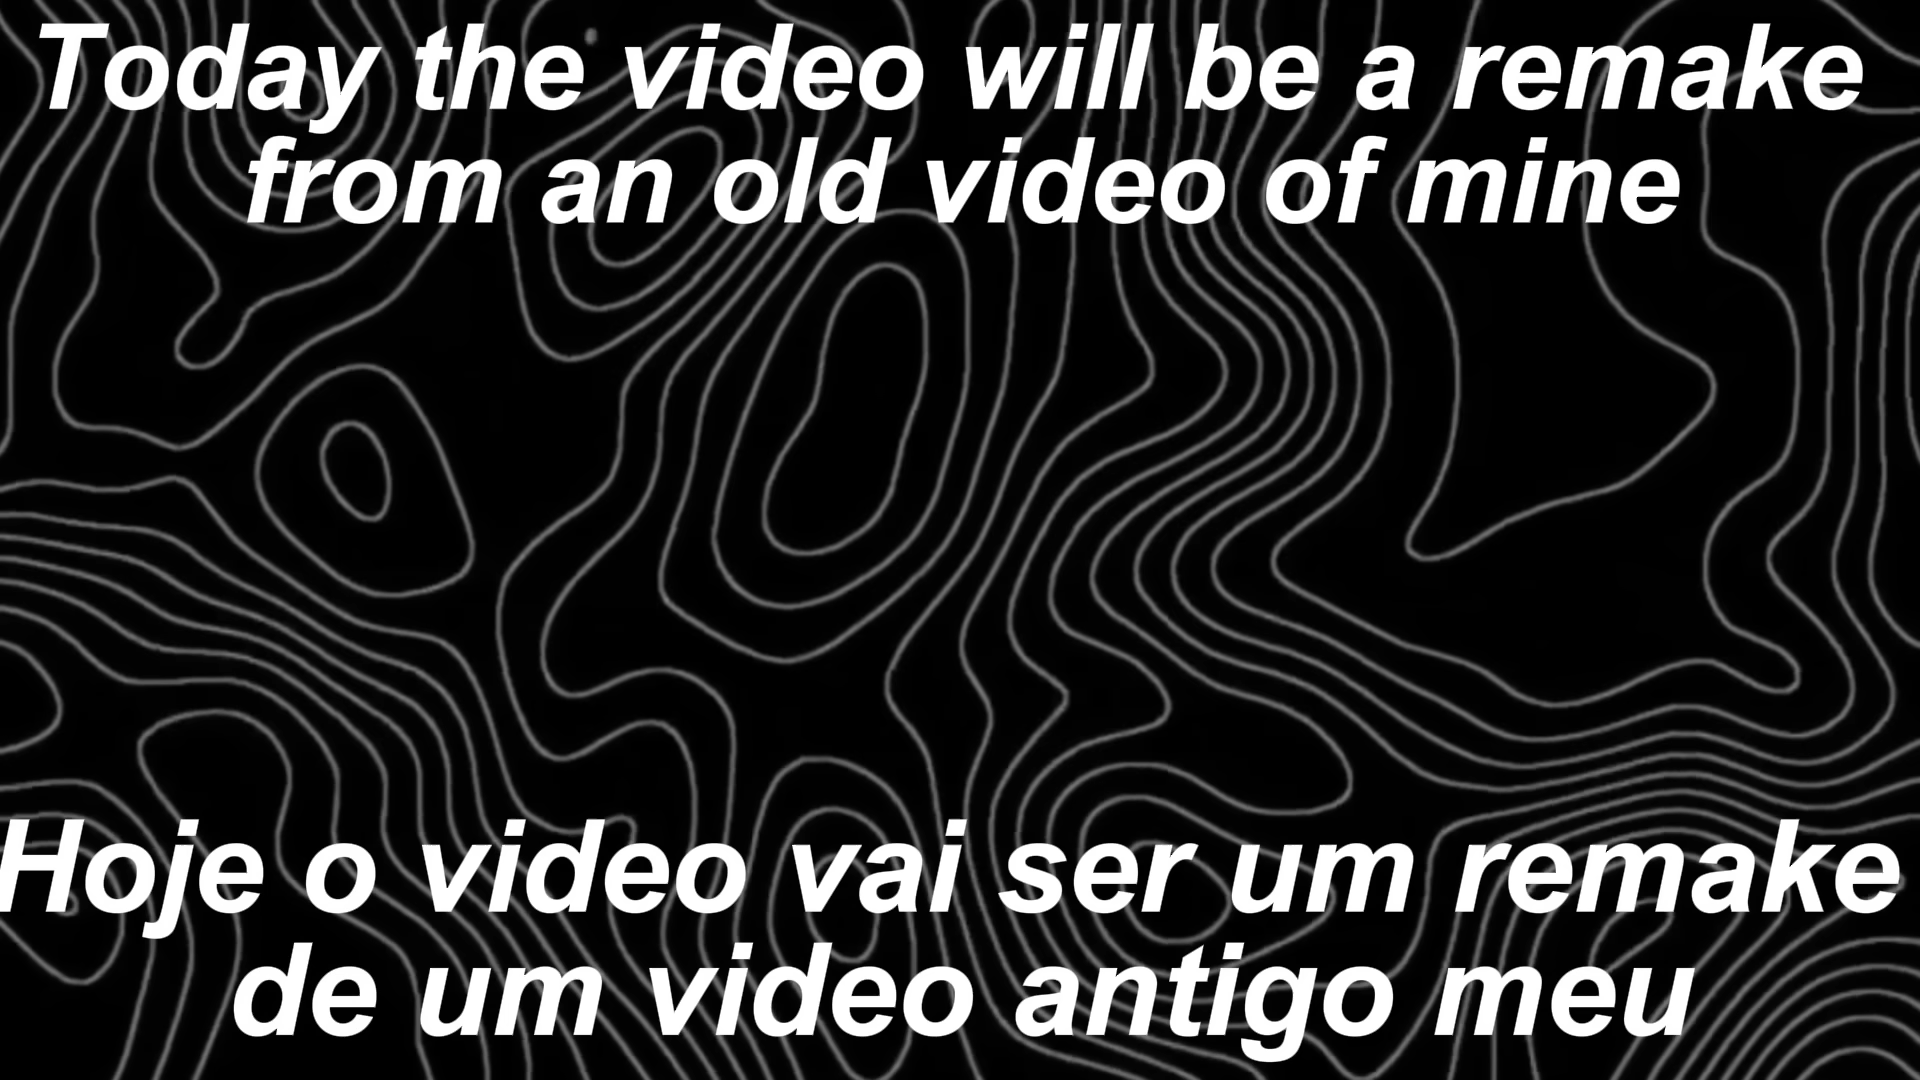 Today the video will be a remake
from an old video of mine
Hoje o video vai ser um remake
de um video antigo meu